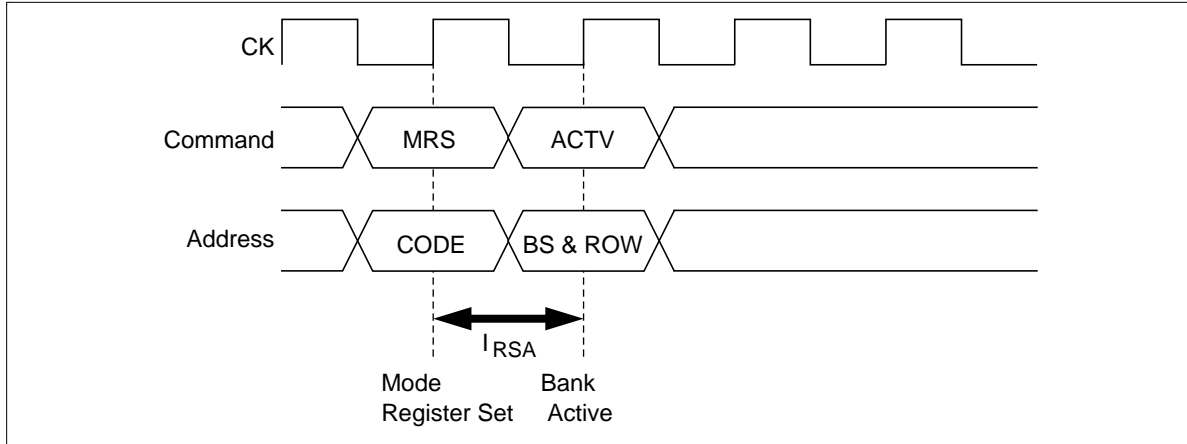 CK
Command
MRS
ACTV
Address
CODE
BS & ROW
I RSA
Mode
Register Set
Bank
Active